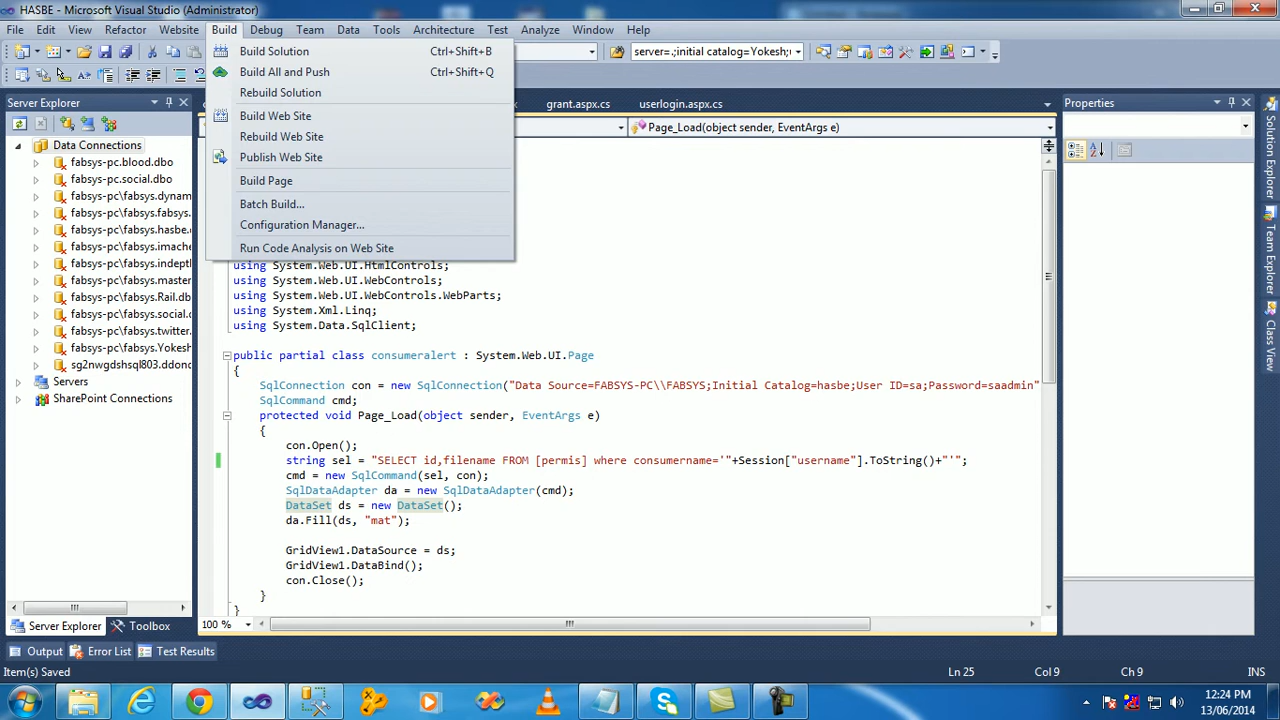 HASBE - Microsoft Visual Studio (Administrator)
File Edit View Refactor Website Build Debug Team Data Tools Architecture Test Analyze Window Help
server=.;initial catalog=Yokesh;
Build Solution Ctrl+Shift+B
Build All and Push Ctrl+Shift+Q
Rebuild Solution
Build Web Site
Rebuild Web Site
Publish Web Site
Build Page
Batch Build...
Configuration Manager...
Run Code Analysis on Web Site
Server Explorer
Data Connections
fabsys-pc.blood.dbo
fabsys-pc.social.dbo
fabsys-pc\fabsys.dynam
fabsys-pc\fabsys.fabsys.
fabsys-pc\fabsys.hasbe.
fabsys-pc\fabsys.imache
fabsys-pc\fabsys.indepth
fabsys-pc\fabsys.master
fabsys-pc\fabsys.Rail.db
fabsys-pc\fabsys.social.
fabsys-pc\fabsys.twitter.
fabsys-pc\fabsys.Yokesh
sg2nwgdshsql803.ddono
Servers
SharePoint Connections
Server Explorer Toolbox
grant.aspx.cs userlogin.aspx.cs
Page_Load(object sender, EventArgs e)
using System.Web.UI.HtmlControls;
using System.Web.UI.WebControls;
using System.Web.UI.WebControls.WebParts;
using System.Xml.Linq;
using System.Data.SqlClient;
public partial class consumeralert : System.Web.UI.Page
{
SqlConnection con = new SqlConnection("Data Source=FABSYS-PC\\FABSYS;Initial Catalog=hasbe;User ID=sa;Password=saadmin"
SqlCommand cmd;
protected void Page_Load(object sender, EventArgs e)
{
con.Open();
string sel = "SELECT id,filename FROM [permis] where consumername='"+Session["username"].ToString()+"'";
cmd = new SqlCommand(sel, con);
SqlDataAdapter da = new SqlDataAdapter(cmd);
DataSet ds = new DataSet();
da.Fill(ds, "mat");
GridView1.DataSource = ds;
GridView1.DataBind();
con.Close();
}
}
100 %
Properties
Solution Explorer
Team Explorer
Class View
Output Error List Test Results
Item(s) Saved Ln 25 Col 9 Ch 9 INS
12:24 PM
13/06/2014